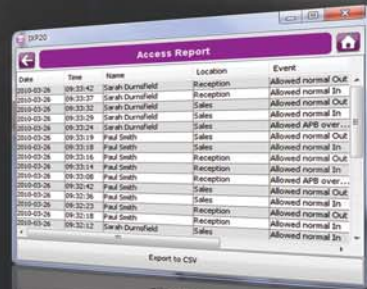 IXP20
Access Report
Date Time Name Location Event
2010-03-26 09:33:42 Sarah Durnsfield Reception Allowed normal Out
2010-03-26 09:33:37 Sarah Durnsfield Reception Allowed normal In
2010-03-26 09:33:32 Sarah Durnsfield Sales Allowed normal Out
2010-03-26 09:33:29 Sarah Durnsfield Sales Allowed normal In
2010-03-26 09:33:24 Sarah Durnsfield Sales Allowed APB over...
2010-03-26 09:33:19 Paul Smith Sales Allowed normal Out
2010-03-26 09:33:18 Paul Smith Sales Allowed normal In
2010-03-26 09:33:16 Paul Smith Reception Allowed normal Out
2010-03-26 09:33:14 Paul Smith Reception Allowed normal In
2010-03-26 09:33:08 Paul Smith Reception Allowed APB over...
2010-03-26 09:32:42 Paul Smith Sales Allowed normal Out
2010-03-26 09:32:36 Paul Smith Sales Allowed normal In
2010-03-26 09:32:23 Paul Smith Reception Allowed normal Out
2010-03-26 09:32:18 Paul Smith Reception Allowed normal In
2010-03-26 09:32:12 Sarah Durnsfield Sales Allowed normal In
Export to CSV